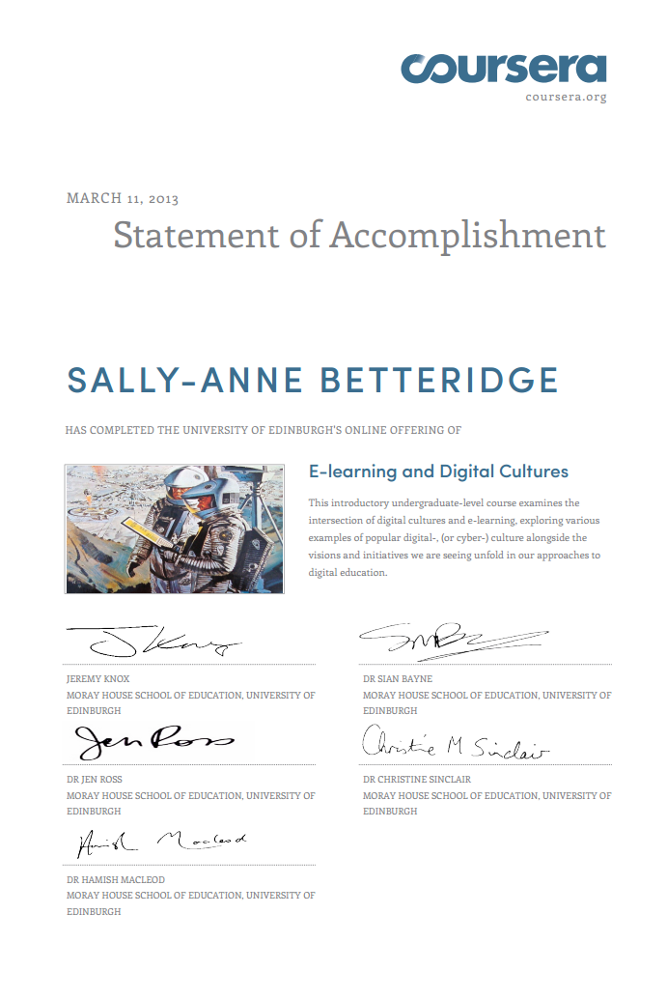 coursera
coursera.org
MARCH 11, 2013
Statement of Accomplishment
SALLY-ANNE BETTERIDGE
HAS COMPLETED THE UNIVERSITY OF EDINBURGH'S ONLINE OFFERING OF
E-learning and Digital Cultures
This introductory undergraduate-level course examines the
intersection of digital cultures and e-learning, exploring various
examples of popular digital-, (or cyber-) culture alongside the
visions and initiatives we are seeing unfold in our approaches to
digital education.
J Knox
JEREMY KNOX
MORAY HOUSE SCHOOL OF EDUCATION, UNIVERSITY OF
EDINBURGH
DR SIAN BAYNE
MORAY HOUSE SCHOOL OF EDUCATION, UNIVERSITY OF
EDINBURGH
Jen Ross
DR JEN ROSS
MORAY HOUSE SCHOOL OF EDUCATION, UNIVERSITY OF
EDINBURGH
Christine M Sinclair
DR CHRISTINE SINCLAIR
MORAY HOUSE SCHOOL OF EDUCATION, UNIVERSITY OF
EDINBURGH
Hamish Macleod
DR HAMISH MACLEOD
MORAY HOUSE SCHOOL OF EDUCATION, UNIVERSITY OF
EDINBURGH